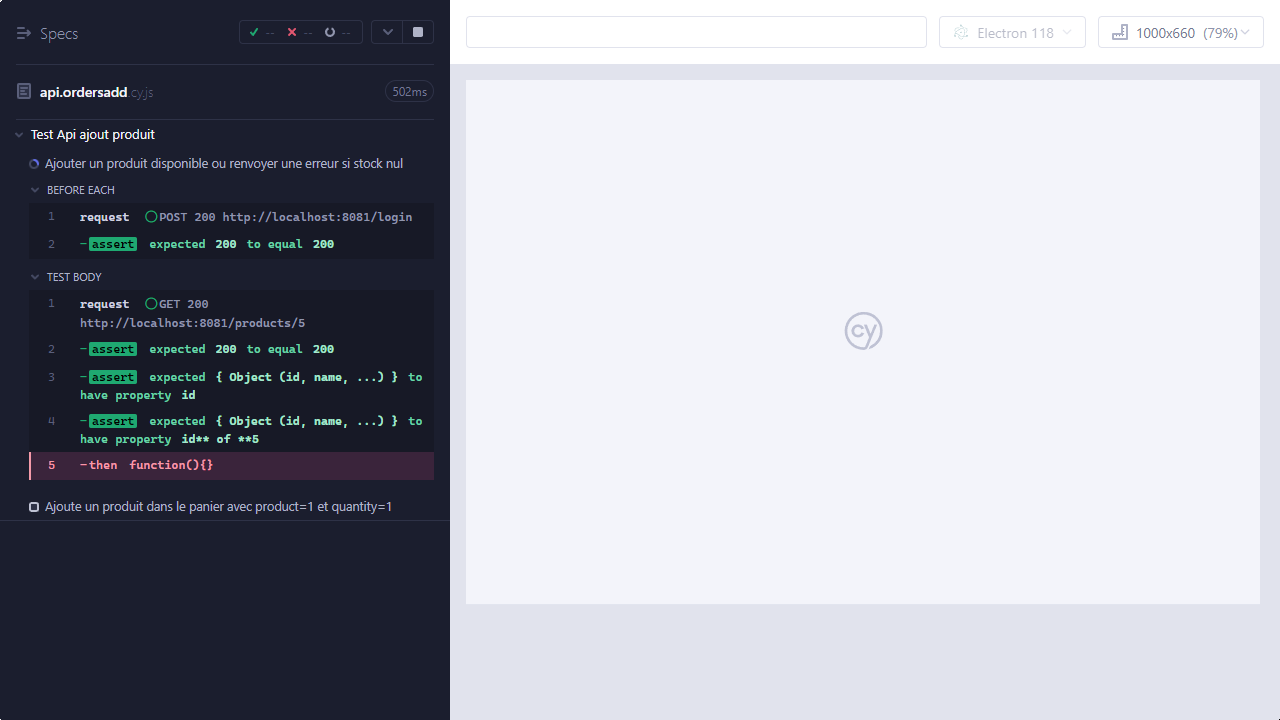 Specs
-- -- --
Electron 118
1000x660 (79%)
api.ordersadd.cy.js
502ms
Test Api ajout produit
Ajouter un produit disponible ou renvoyer une erreur si stock nul
BEFORE EACH
1 request POST 200 http://localhost:8081/login
2 -assert expected 200 to equal 200
TEST BODY
1 request GET 200
http://localhost:8081/products/5
2 -assert expected 200 to equal 200
3 -assert expected { Object (id, name, ...) } to
have property id
4 -assert expected { Object (id, name, ...) } to
have property id** of **5
5 -then function(){}
Ajoute un produit dans le panier avec product=1 et quantity=1
cy